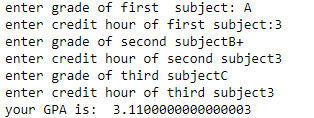 enter grade of first  subject: A
enter credit hour of first subject:3
enter grade of second subjectB+
enter credit hour of second subject3
enter grade of third subjectC
enter credit hour of third subject3
your GPA is:  3.1100000000000003